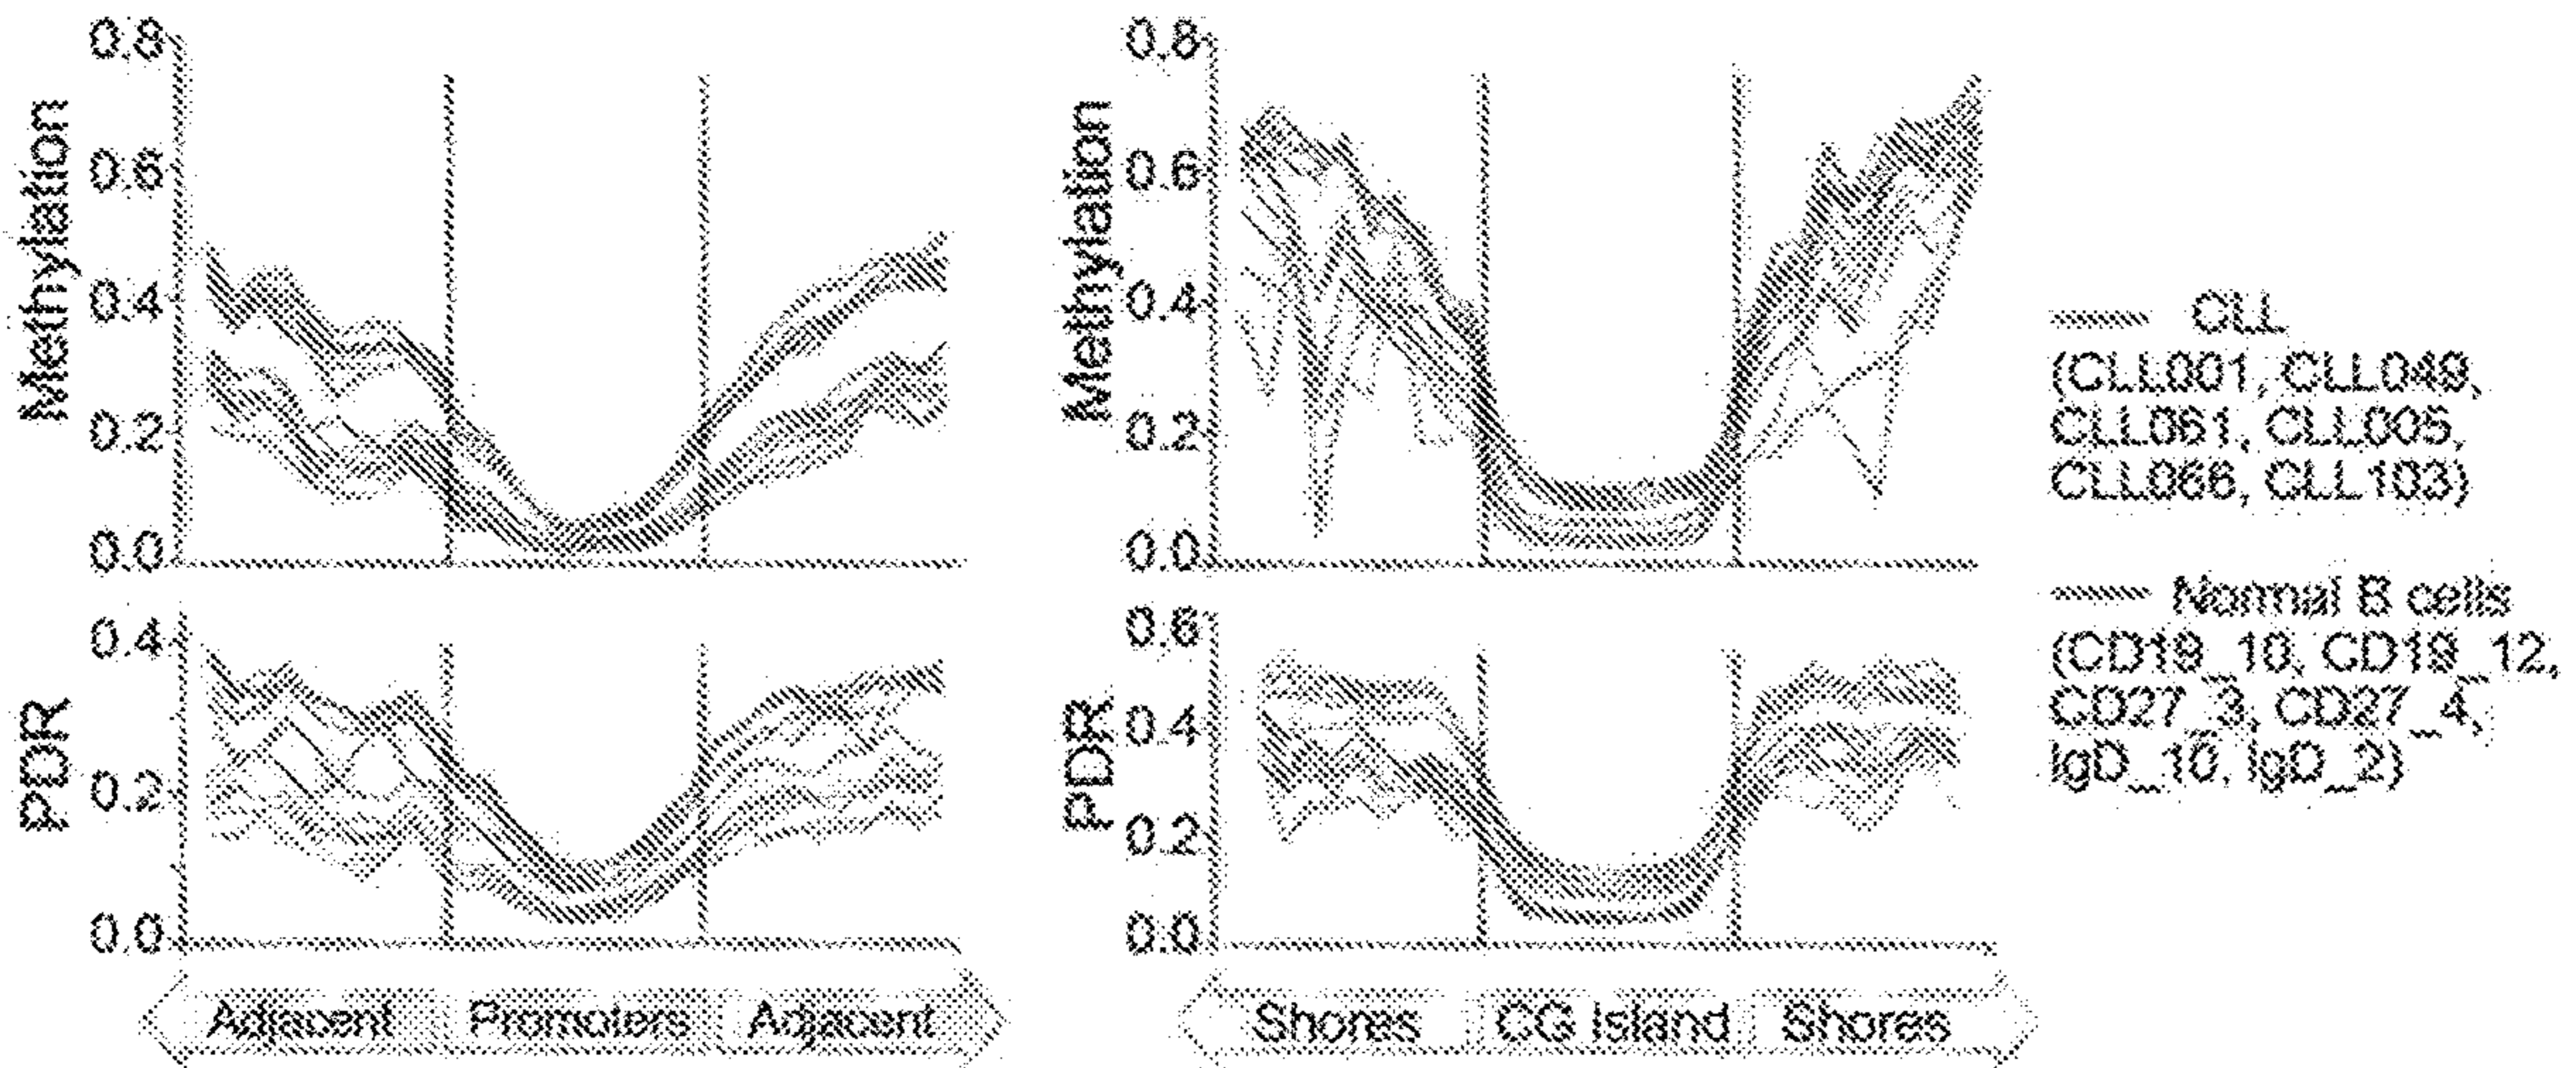 0.8
0.6
0.4
0.2
0.0
Methylation
0.8
0.6
0.4
0.2
0.0
Methylation
0.4
0.2
0.0
PDR
0.6
0.4
0.2
0.0
PDR
Adjacent Promoters Adjacent
Shores CG Island Shores
CLL
(CLL001, CLL049,
CLL061, CLL005,
CLL066, CLL103)
Normal B cells
(CD19_10, CD19_12,
CD27_3, CD27_4,
IgD_10, IgD_2)